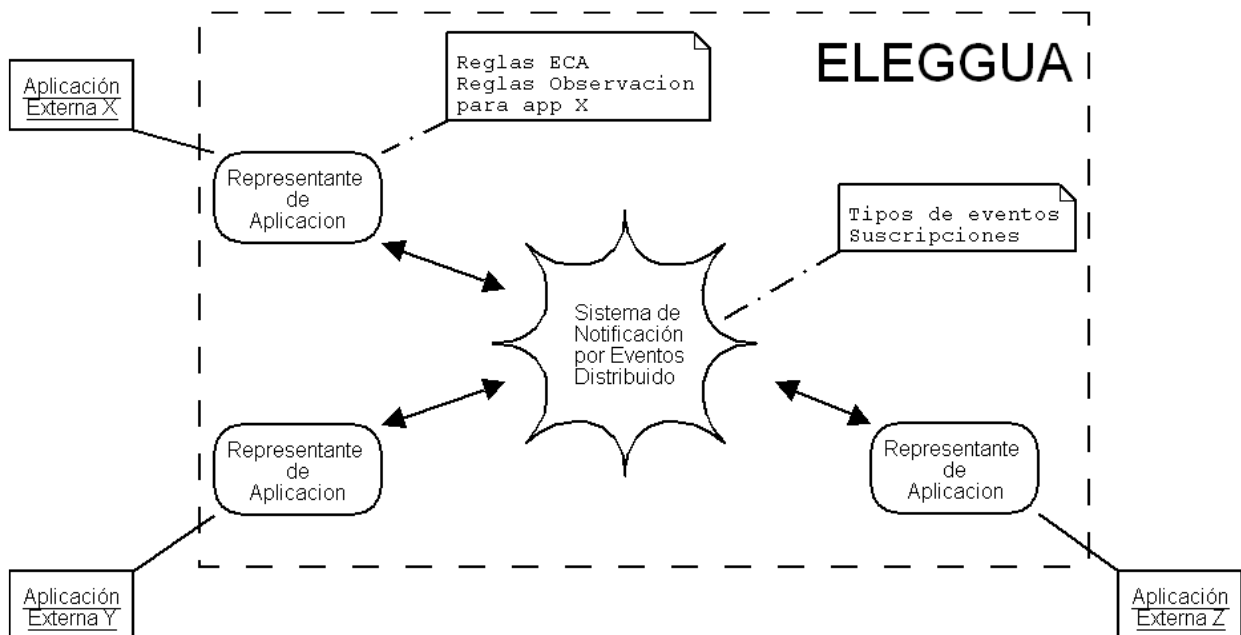 ELEGGUA
Reglas ECA
Reglas Observacion
para app X
Aplicación
Externa X
Representante
de
Aplicacion
Tipos de eventos
Suscripciones
Sistema de
Notificación
por Eventos
Distribuido
Representante
de
Aplicacion
Representante
de
Aplicacion
Aplicación
Externa Y
Aplicación
Externa Z